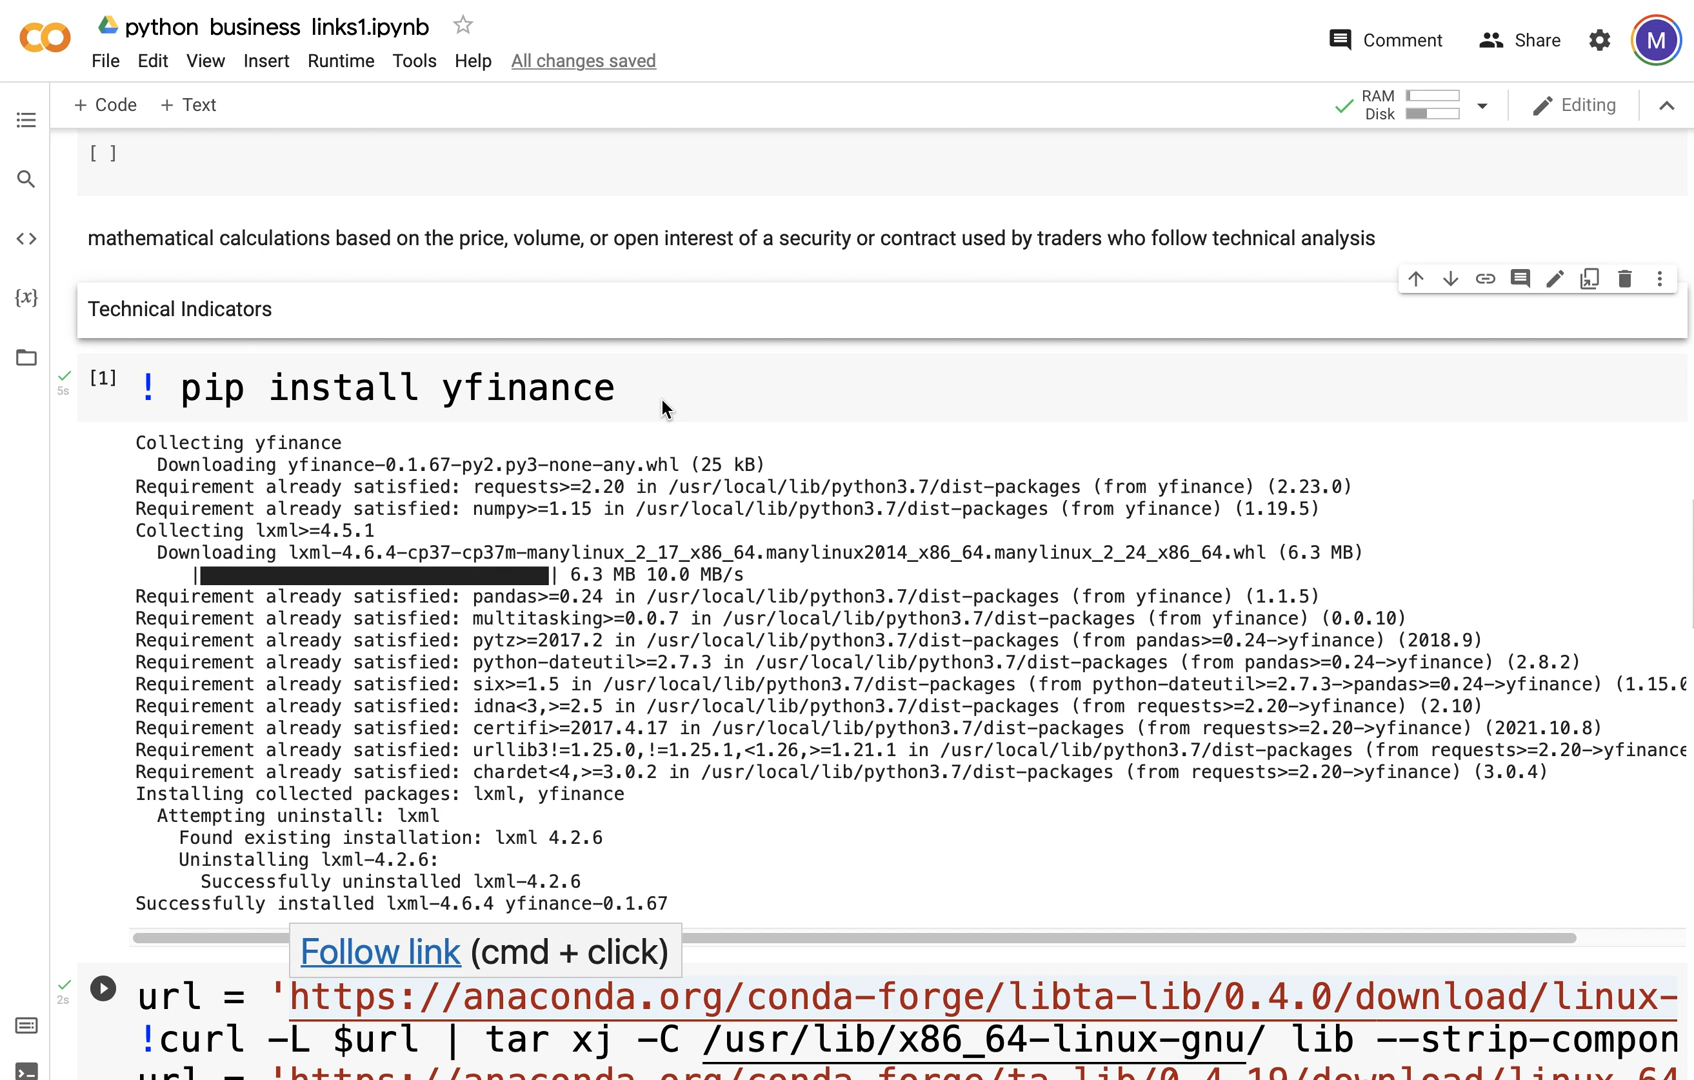 python business links1.ipynb
Comment
Share
M
File Edit View Insert Runtime Tools Help All changes saved
+ Code + Text
RAM
Disk
Editing
[ ]
mathematical calculations based on the price, volume, or open interest of a security or contract used by traders who follow technical analysis
{x}
Technical Indicators
5s
[1] ! pip install yfinance
Collecting yfinance
Downloading yfinance-0.1.67-py2.py3-none-any.whl (25 kB)
Requirement already satisfied: requests>=2.20 in /usr/local/lib/python3.7/dist-packages (from yfinance) (2.23.0)
Requirement already satisfied: numpy>=1.15 in /usr/local/lib/python3.7/dist-packages (from yfinance) (1.19.5)
Collecting lxml>=4.5.1
Downloading lxml-4.6.4-cp37-cp37m-manylinux_2_17_x86_64.manylinux2014_x86_64.manylinux_2_24_x86_64.whl (6.3 MB)
| | 6.3 MB 10.0 MB/s
Requirement already satisfied: pandas>=0.24 in /usr/local/lib/python3.7/dist-packages (from yfinance) (1.1.5)
Requirement already satisfied: multitasking>=0.0.7 in /usr/local/lib/python3.7/dist-packages (from yfinance) (0.0.10)
Requirement already satisfied: pytz>=2017.2 in /usr/local/lib/python3.7/dist-packages (from pandas>=0.24->yfinance) (2018.9)
Requirement already satisfied: python-dateutil>=2.7.3 in /usr/local/lib/python3.7/dist-packages (from pandas>=0.24->yfinance) (2.8.2)
Requirement already satisfied: six>=1.5 in /usr/local/lib/python3.7/dist-packages (from python-dateutil>=2.7.3->pandas>=0.24->yfinance) (1.15.0
Requirement already satisfied: idna<3,>=2.5 in /usr/local/lib/python3.7/dist-packages (from requests>=2.20->yfinance) (2.10)
Requirement already satisfied: certifi>=2017.4.17 in /usr/local/lib/python3.7/dist-packages (from requests>=2.20->yfinance) (2021.10.8)
Requirement already satisfied: urllib3!=1.25.0,!=1.25.1,<1.26,>=1.21.1 in /usr/local/lib/python3.7/dist-packages (from requests>=2.20->yfinance
Requirement already satisfied: chardet<4,>=3.0.2 in /usr/local/lib/python3.7/dist-packages (from requests>=2.20->yfinance) (3.0.4)
Installing collected packages: lxml, yfinance
Attempting uninstall: lxml
Found existing installation: lxml 4.2.6
Uninstalling lxml-4.2.6:
Successfully uninstalled lxml-4.2.6
Successfully installed lxml-4.6.4 yfinance-0.1.67
Follow link (cmd + click)
2s
url = 'https://anaconda.org/conda-forge/libta-lib/0.4.0/download/linux-
!curl -L $url | tar xj -C /usr/lib/x86_64-linux-gnu/ lib --strip-compon
url = 'https://anaconda.org/conda-forge/ta-lib/0.4.19/download/linux-64